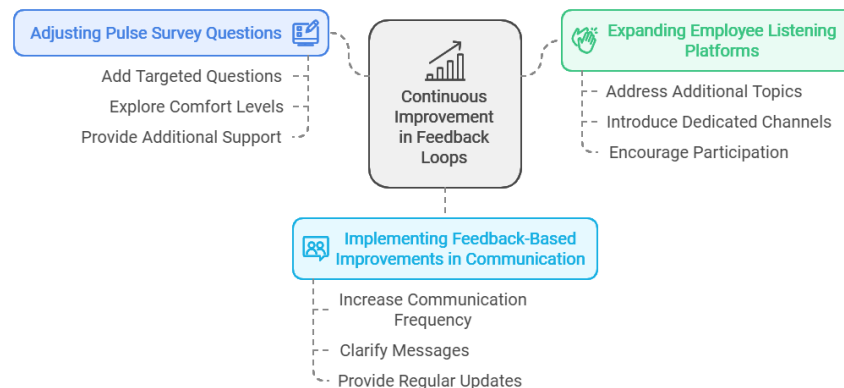 Adjusting Pulse Survey Questions
Add Targeted Questions
Explore Comfort Levels
Provide Additional Support
Continuous
Improvement
in Feedback
Loops
Expanding Employee Listening
Platforms
Address Additional Topics
Introduce Dedicated Channels
Encourage Participation
Implementing Feedback-Based
Improvements in Communication
Increase Communication
Frequency
Clarify Messages
Provide Regular Updates